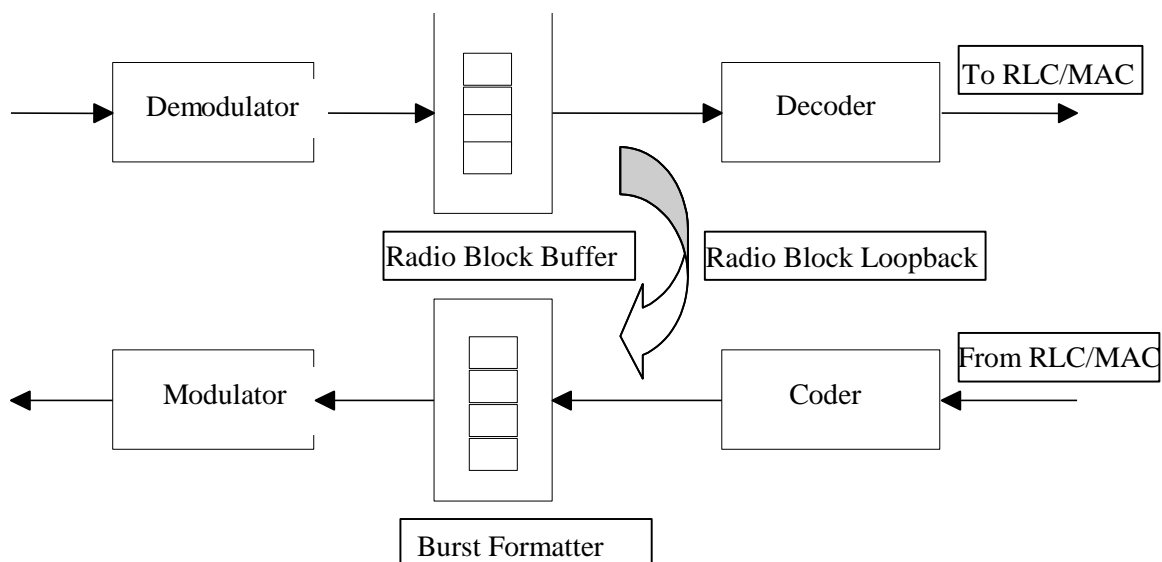 To RLC/MAC
Demodulator
Decoder
Radio Block Buffer
Radio Block Loopback
From RLC/MAC
Modulator
Coder
Burst Formatter